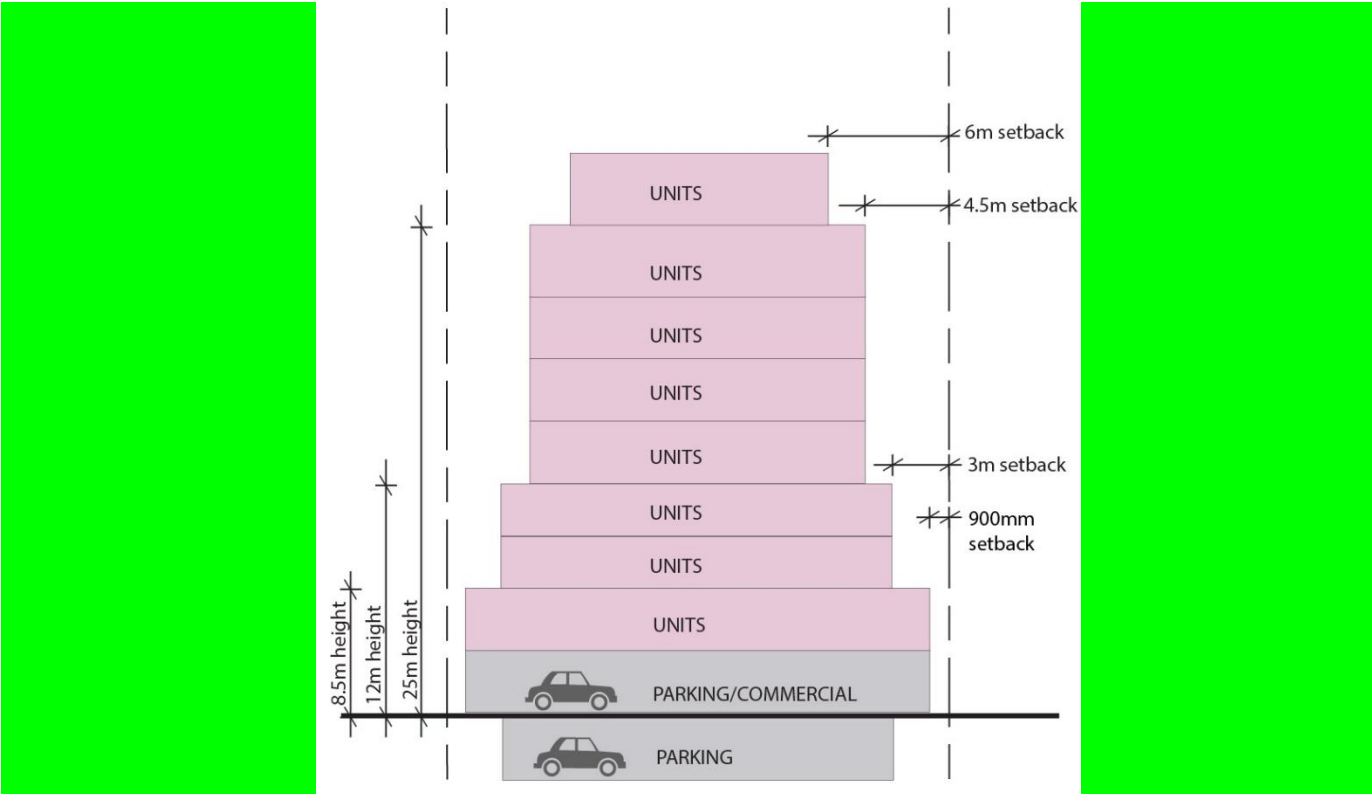 6m setback
UNITS
4.5m setback
UNITS
UNITS
UNITS
UNITS
3m setback
UNITS
900mm
setback
UNITS
UNITS
8.5m height
12m height
25m height
PARKING/COMMERCIAL
PARKING